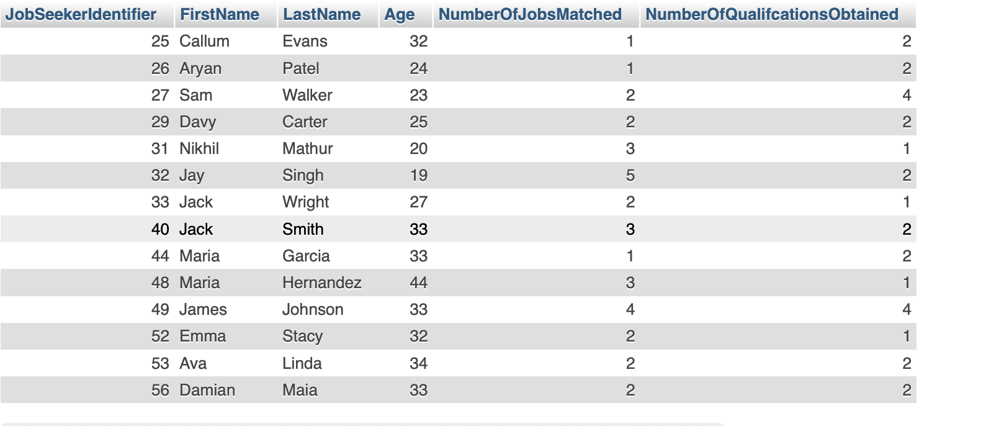 JobSeekerIdentifier FirstName LastName Age NumberOfJobsMatched NumberOfQualifcationsObtained
25 Callum Evans 32 1 2
26 Aryan Patel 24 1 2
27 Sam Walker 23 2 4
29 Davy Carter 25 2 2
31 Nikhil Mathur 20 3 1
32 Jay Singh 19 5 2
33 Jack Wright 27 2 1
40 Jack Smith 33 3 2
44 Maria Garcia 33 1 2
48 Maria Hernandez 44 3 1
49 James Johnson 33 4 4
52 Emma Stacy 32 2 1
53 Ava Linda 34 2 2
56 Damian Maia 33 2 2